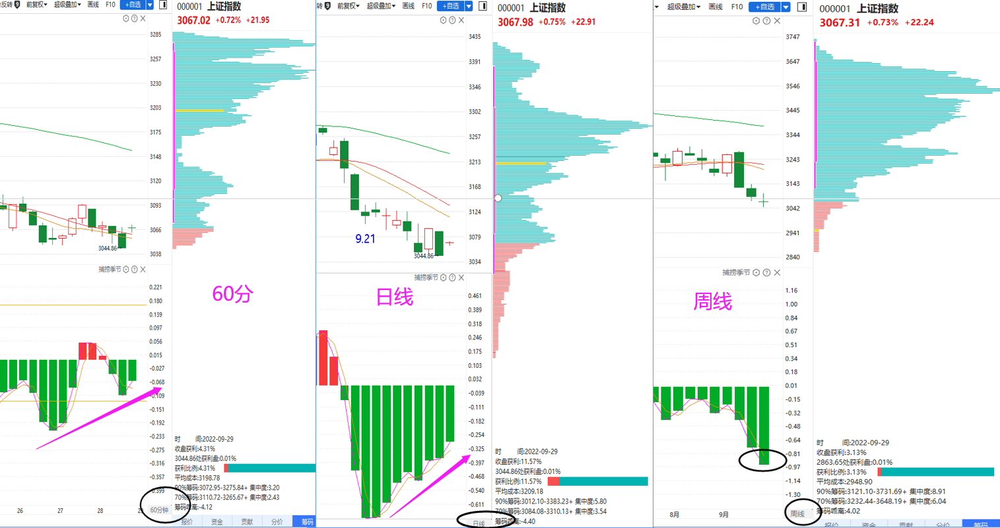 反转 9 前复权 超级叠加 画线 F10 +自选
000001 上证指数
3067.02 +0.72% +21.95
3285
3257
3230
3203
3175
3148
3120
3093
3066
3038
3044.86
捕捞季节
60分
0.221
0.180
0.139
0.097
0.056
0.015
-0.027
-0.068
-0.109
-0.151
-0.192
-0.233
-0.275
-0.316
-0.357
-0.399
26 27 28 29
60分钟
时 间:2022-09-29
收盘获利:4.31%
3044.86处获利盘:0.01%
获利比例:4.31%
平均成本:3198.78
90%筹码:3072.95-3275.84+ 集中度:3.20
70%筹码:3110.72-3265.67+ 集中度:2.43
筹码乖离:-4.12
报价 资金 贡献 分价 筹码
转 9 前复权 超级叠加 画线 F10 +自选
000001 上证指数
3067.98 +0.75% +22.91
3435
3391
3346
3302
3257
3213
3168
3124
3079
3034
9.21
3044.86
捕捞季节
日线
0.461
0.389
0.318
0.246
0.175
0.103
0.032
-0.039
-0.111
-0.182
-0.254
-0.325
-0.397
-0.468
-0.540
-0.611
日线
时 间:2022-09-29
收盘获利:11.57%
3044.86处获利盘:0.01%
获利比例:11.57%
平均成本:3209.18
90%筹码:3012.10-3383.23+ 集中度:5.80
70%筹码:3084.08-3310.13+ 集中度:3.54
筹码乖离:-4.40
超级叠加 画线 F10 +自选
000001 上证指数
3067.31 +0.73% +22.24
3747
3647
3546
3445
3344
3243
3143
3042
2941
2840
捕捞季节
周线
1.16
1.00
0.84
0.67
0.51
0.34
0.18
0.01
-0.15
-0.32
-0.48
-0.64
-0.81
-0.97
-1.14
-1.30
8月 9月
周线
时 间:2022-09-29
收盘获利:3.13%
2863.65处获利盘:0.01%
获利比例:3.13%
平均成本:2948.90
90%筹码:3121.10-3731.69+ 集中度:8.91
70%筹码:3232.44-3648.19+ 集中度:6.04
筹码乖离:4.02
报价 资金 贡献 分价 筹码